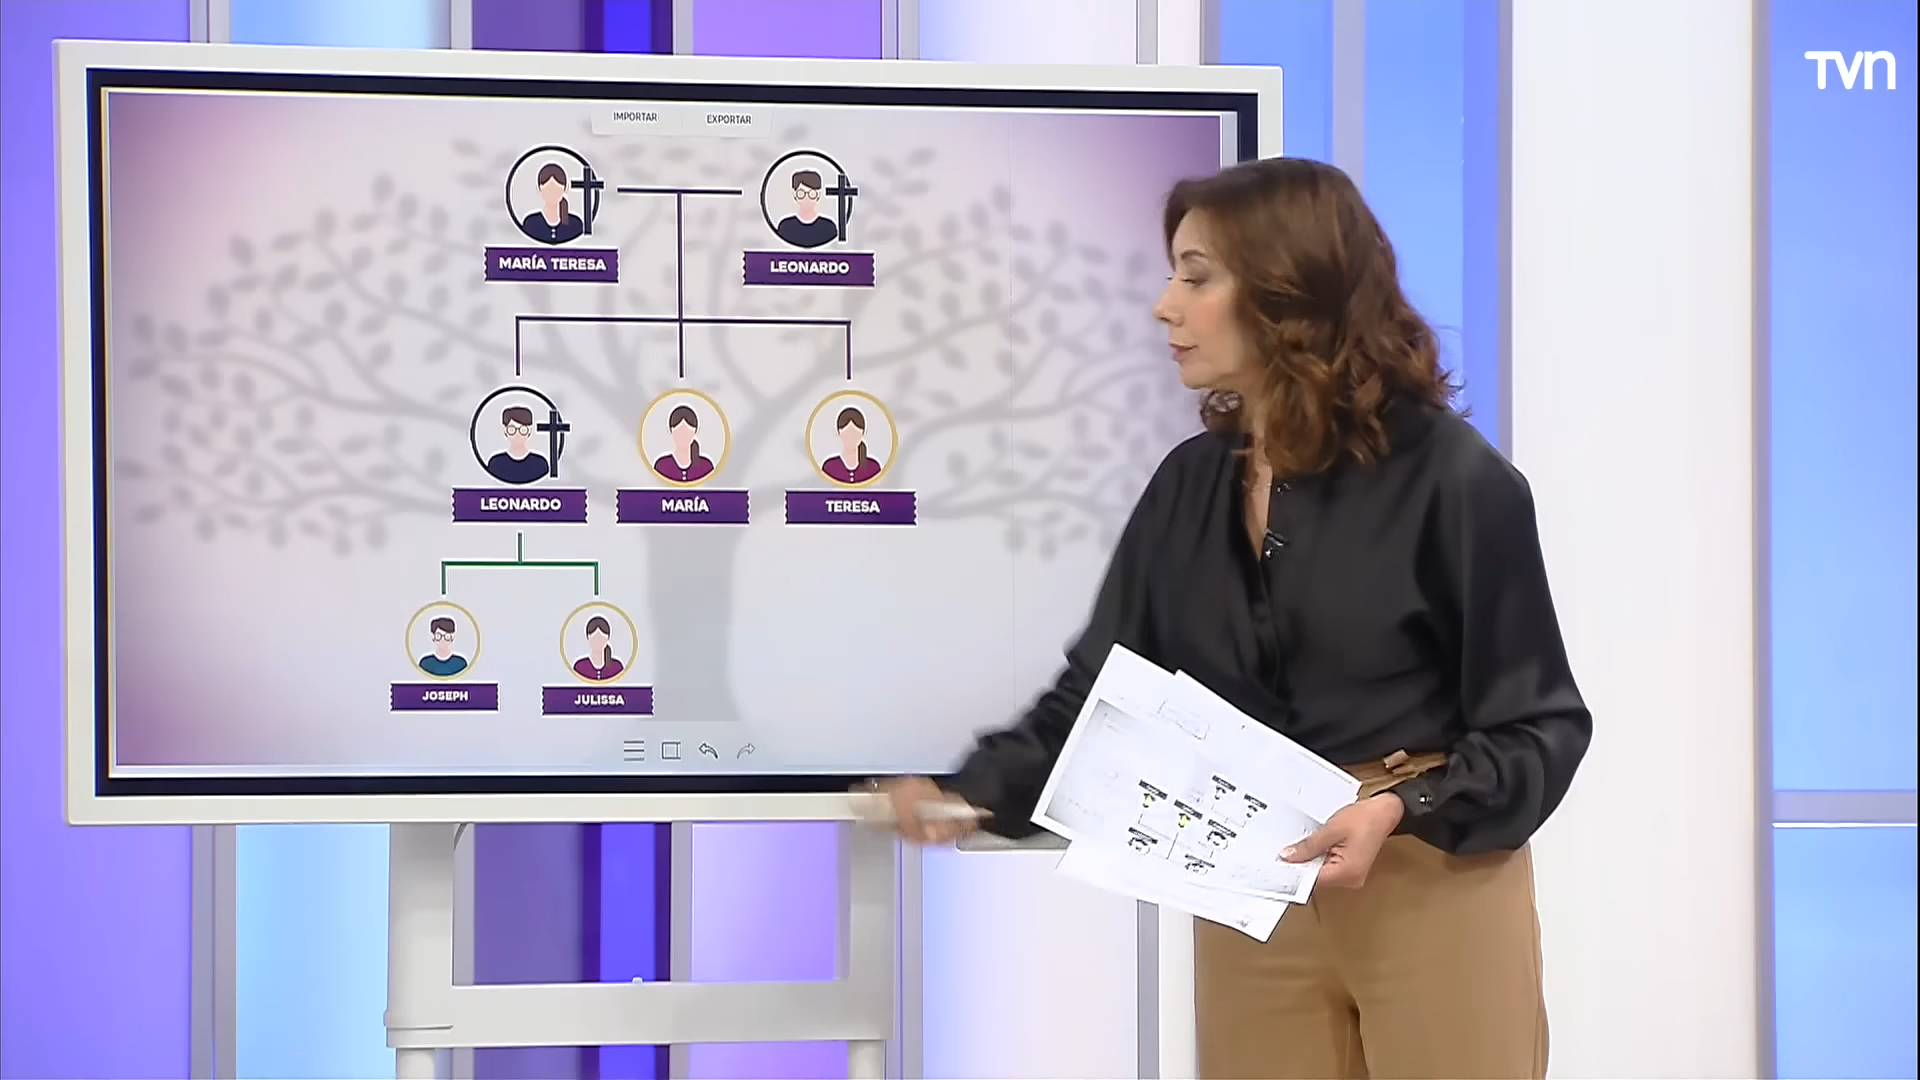 TVN
IMPORTAR EXPORTAR
MARÍA TERESA
LEONARDO
LEONARDO
MARÍA
TERESA
JOSEPH
JULISSA